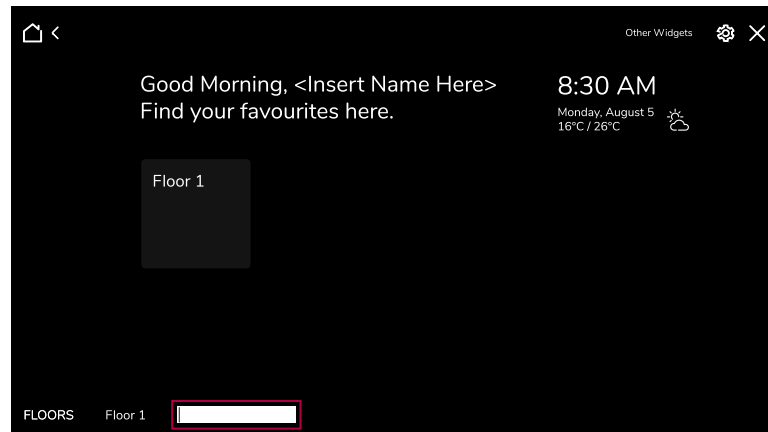 Other Widgets
Good Morning, <Insert Name Here>
Find your favourites here.
8:30 AM
Monday, August 5
16°C / 26°C
Floor 1
FLOORS Floor 1